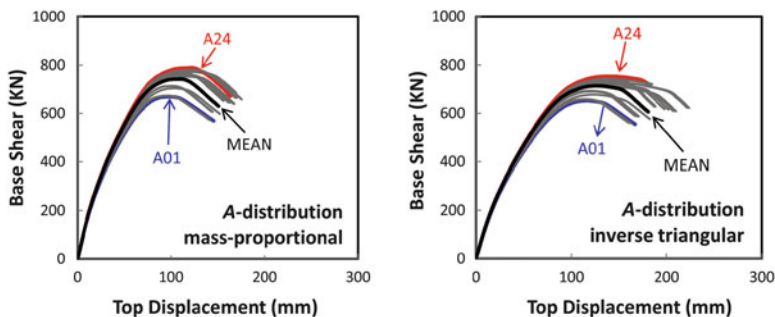 1000
800
600
400
200
0
Base Shear (KN)
A24
A01
MEAN
A-distribution
mass-proportional
0 100 200 300
Top Displacement (mm)
1000
800
600
400
200
0
Base Shear (KN)
A24
A01
MEAN
A-distribution
inverse triangular
0 100 200 300
Top Displacement (mm)